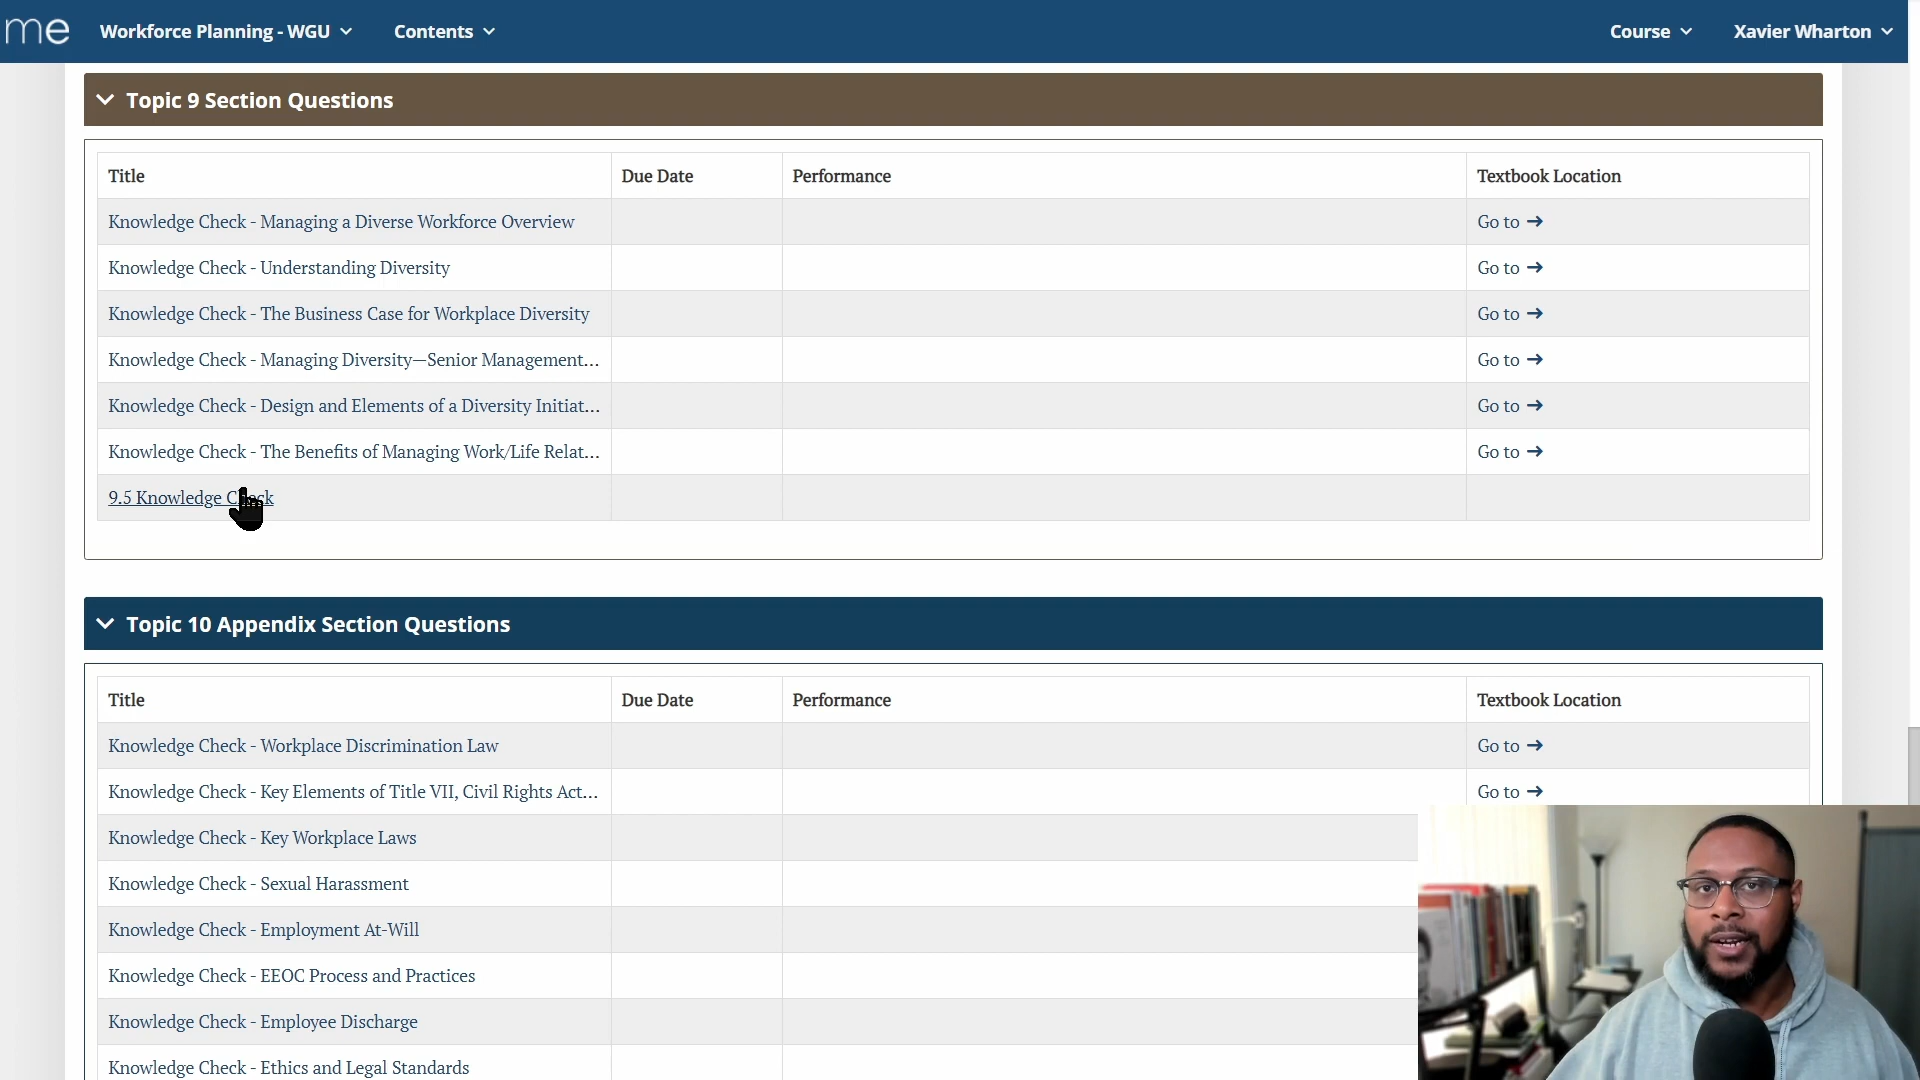 me Workforce Planning - WGU Contents Course Xavier Wharton
Topic 9 Section Questions
Title Due Date Performance Textbook Location
Knowledge Check - Managing a Diverse Workforce Overview Go to →
Knowledge Check - Understanding Diversity Go to →
Knowledge Check - The Business Case for Workplace Diversity Go to →
Knowledge Check - Managing Diversity—Senior Management... Go to →
Knowledge Check - Design and Elements of a Diversity Initiat... Go to →
Knowledge Check - The Benefits of Managing Work/Life Relat... Go to →
9.5 Knowledge Check
Topic 10 Appendix Section Questions
Title Due Date Performance Textbook Location
Knowledge Check - Workplace Discrimination Law Go to →
Knowledge Check - Key Elements of Title VII, Civil Rights Act... Go to →
Knowledge Check - Key Workplace Laws
Knowledge Check - Sexual Harassment
Knowledge Check - Employment At-Will
Knowledge Check - EEOC Process and Practices
Knowledge Check - Employee Discharge
Knowledge Check - Ethics and Legal Standards